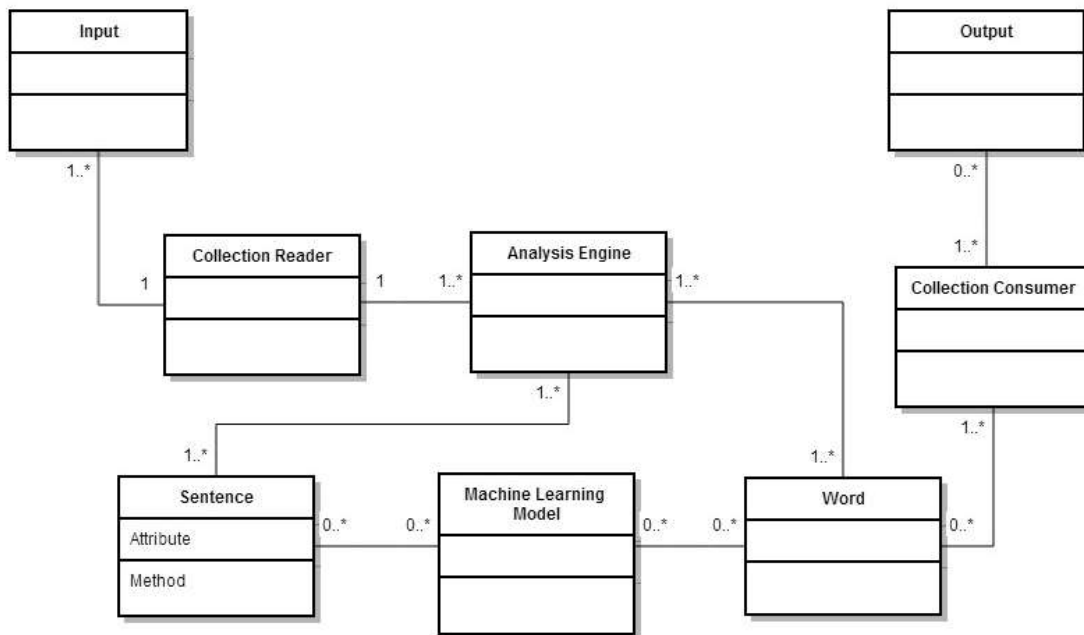 Input
Output
1..*
0..*
Collection Reader
Analysis Engine
1..*
Collection Consumer
1
1
1..*
1..*
1..*
1..*
1..*
1..*
Sentence
Machine Learning
Model
Word
Attribute
0..*
0..*
0..*
0..*
0..*
Method